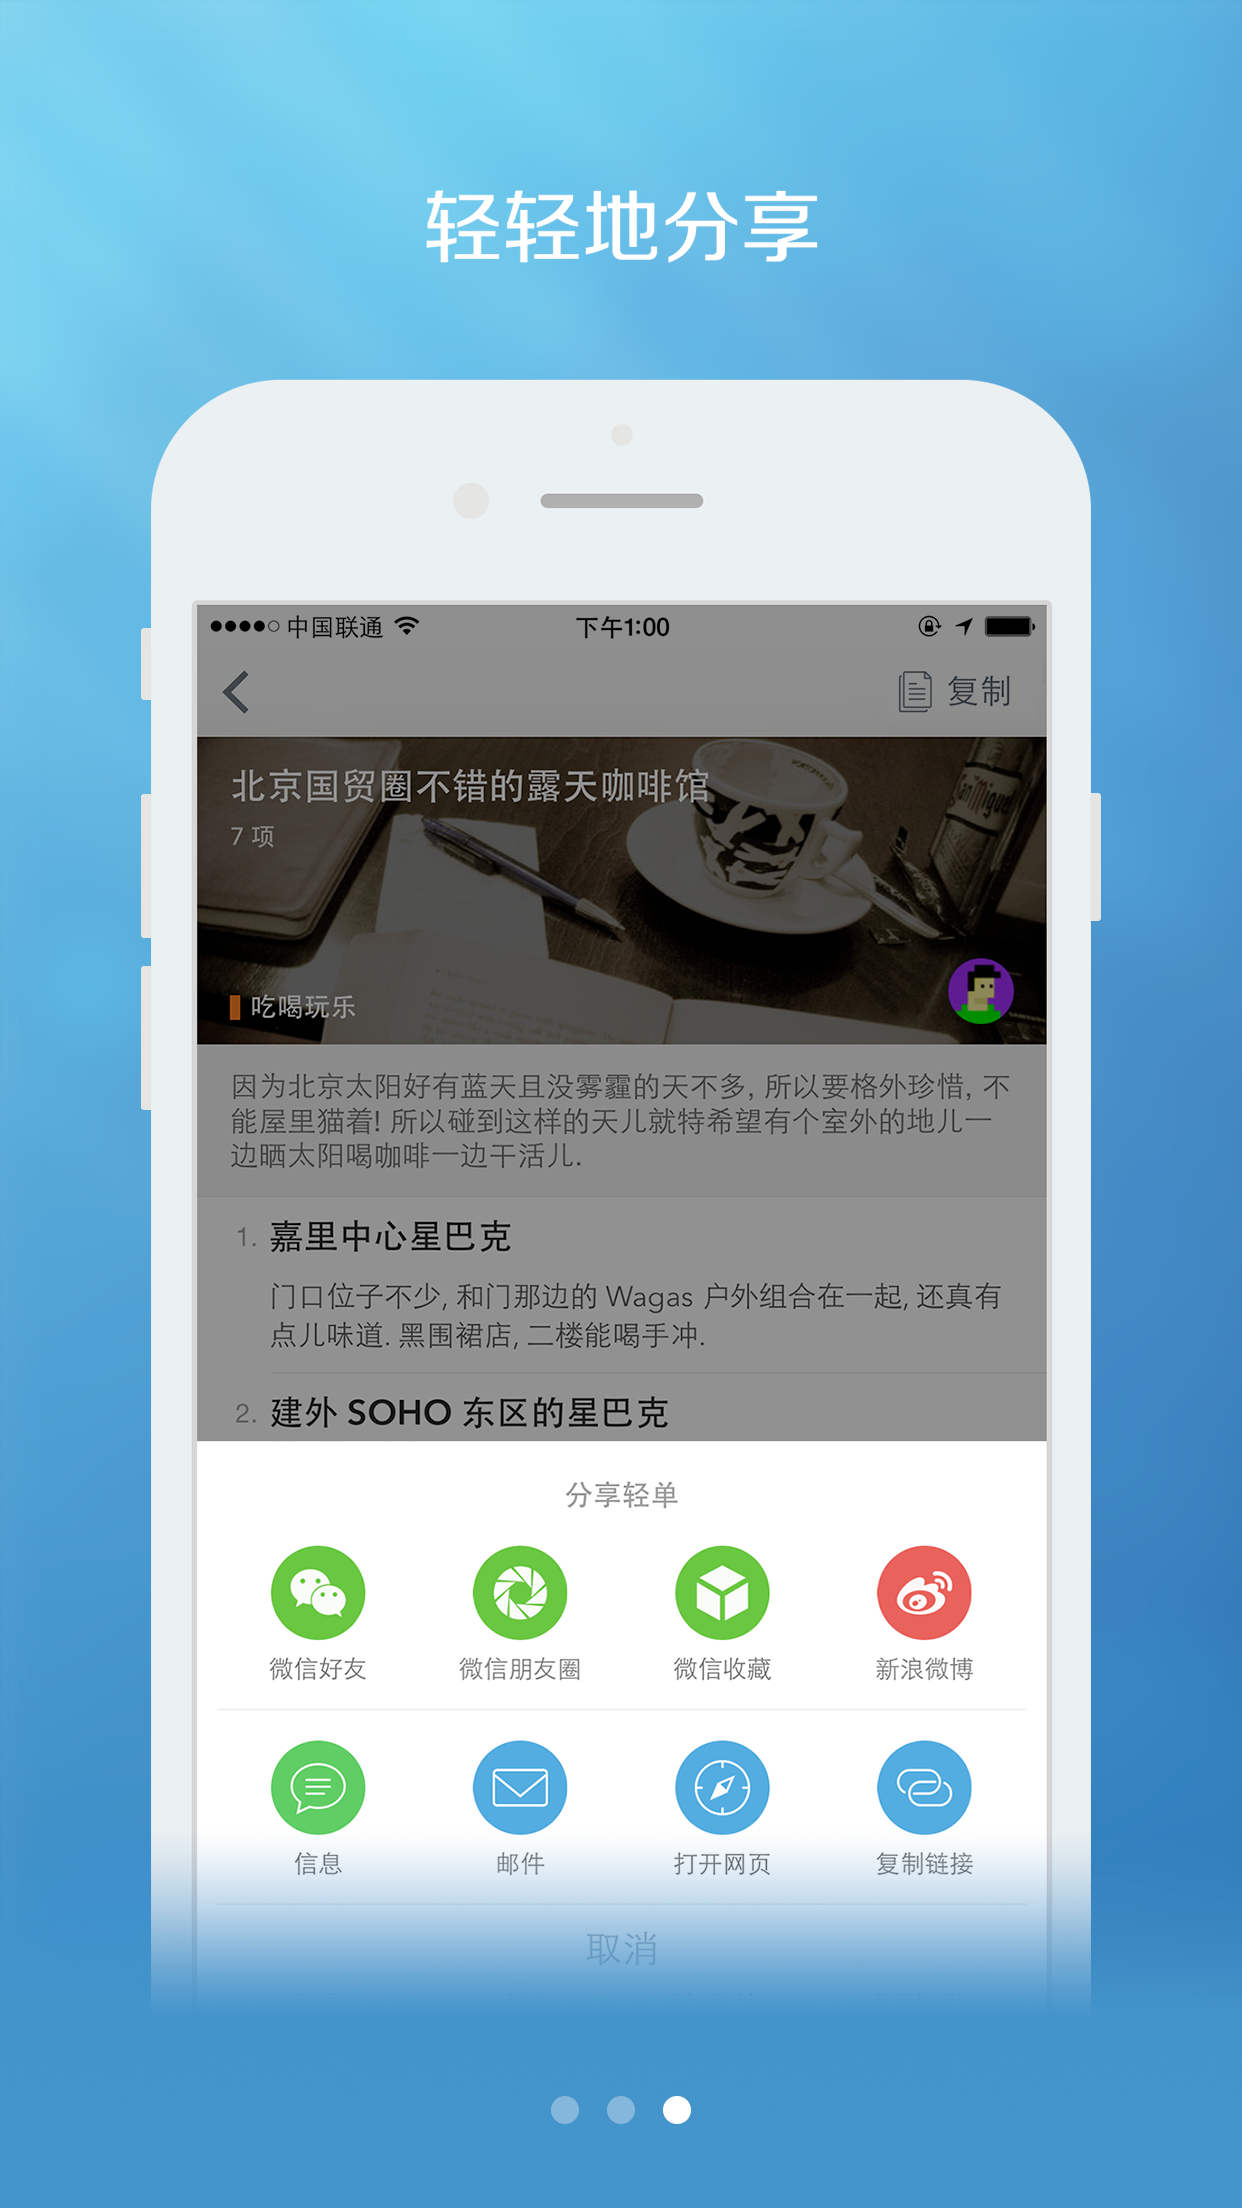 轻轻地分享
中国联通
下午1:00
复制
北京国贸圈不错的露天咖啡馆
7 项
吃喝玩乐
因为北京太阳好有蓝天且没雾霾的天不多, 所以要格外珍惜, 不
能屋里猫着! 所以碰到这样的天儿就特希望有个室外的地儿一
边晒太阳喝咖啡一边干活儿.
1. 嘉里中心星巴克
门口位子不少, 和门那边的 Wagas 户外组合在一起, 还真有
点儿味道. 黑围裙店, 二楼能喝手冲.
2. 建外 SOHO 东区的星巴克
分享轻单
微信好友
微信朋友圈
微信收藏
新浪微博
信息
邮件
打开网页
复制链接
取消